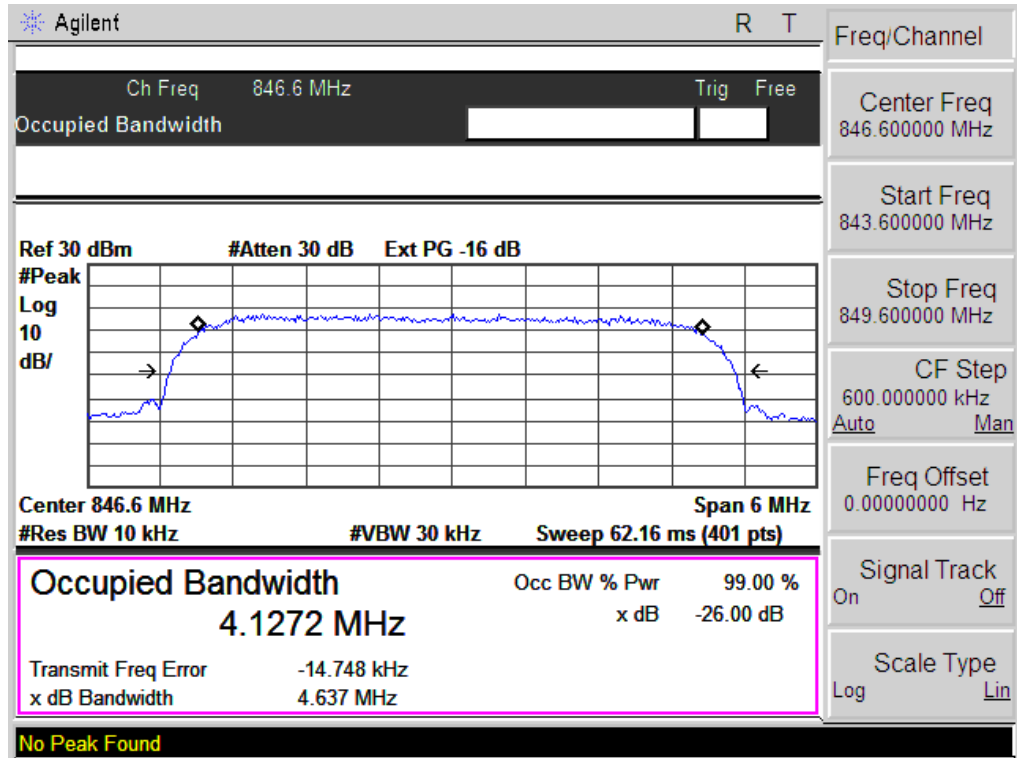 Agilent R T
Freq/Channel
Ch Freq 846.6 MHz Trig Free
Occupied Bandwidth
Center Freq
846.600000 MHz
Start Freq
843.600000 MHz
Stop Freq
849.600000 MHz
CF Step
600.000000 kHz
Auto Man
Freq Offset
0.00000000 Hz
Signal Track
On Off
Scale Type
Log Lin
Ref 30 dBm #Atten 30 dB Ext PG -16 dB
#Peak
Log
10
dB/
Center 846.6 MHz Span 6 MHz
#Res BW 10 kHz #VBW 30 kHz Sweep 62.16 ms (401 pts)
Occupied Bandwidth Occ BW % Pwr 99.00 %
4.1272 MHz x dB -26.00 dB
Transmit Freq Error -14.748 kHz
x dB Bandwidth 4.637 MHz
No Peak Found